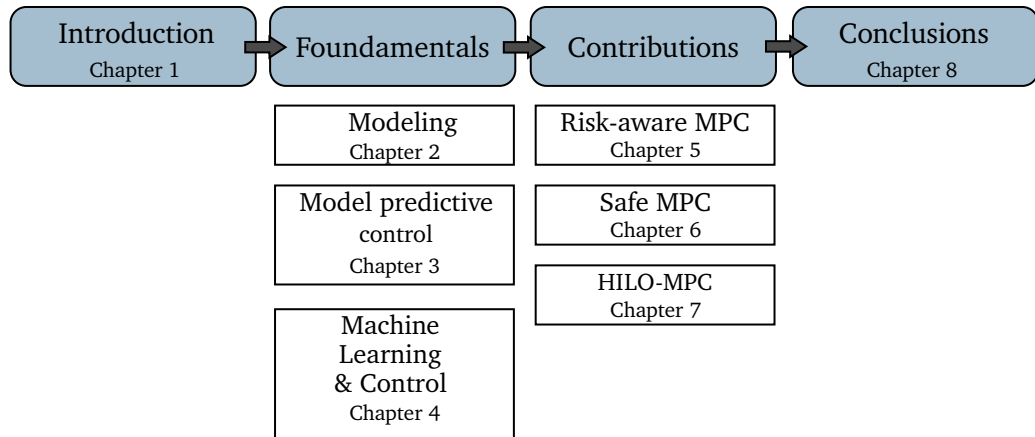 Introduction
Chapter 1
Foundamentals
Contributions
Conclusions
Chapter 8
Modeling
Chapter 2
Model predictive
control
Chapter 3
Machine
Learning
& Control
Chapter 4
Risk-aware MPC
Chapter 5
Safe MPC
Chapter 6
HILO-MPC
Chapter 7